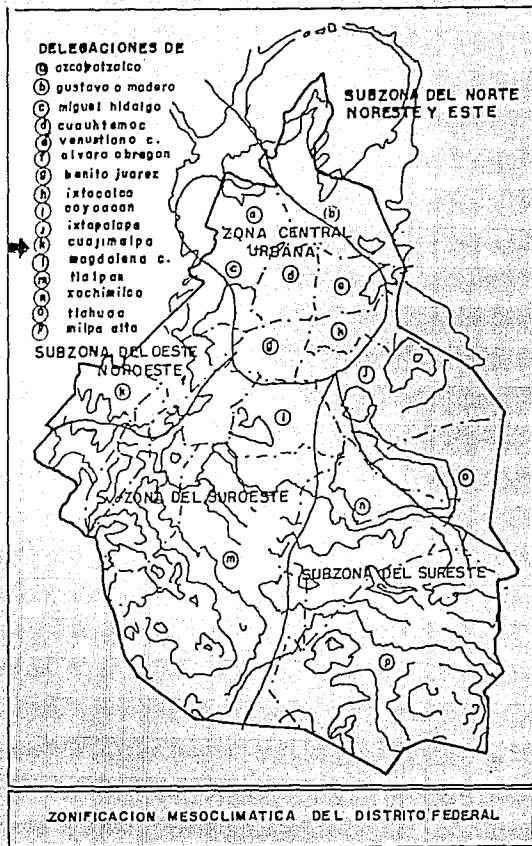 DELEGACIONES DE
a azcapotzalco
b gustavo a madero
c miguel hidalgo
d cuauhtemoc
e venustiano c.
f alvaro obregon
g benito juarez
h ixtacalco
i coyoacan
j ixtapalapa
k cuajimalpa
l magdalena c.
m tlalpan
n xochimilco
o tlahuac
p milpa alta
SUBZONA DEL NORTE
NORESTE Y ESTE
a
b
ZONA CENTRAL
URBANA
c
d
e
h
g
SUBZONA DEL OESTE
NOROESTE
j
k
i
o
SUBZONA DEL SUROESTE
n
m
SUBZONA DEL SURESTE
p
ZONIFICACION MESOCLIMATICA DEL DISTRITO FEDERAL